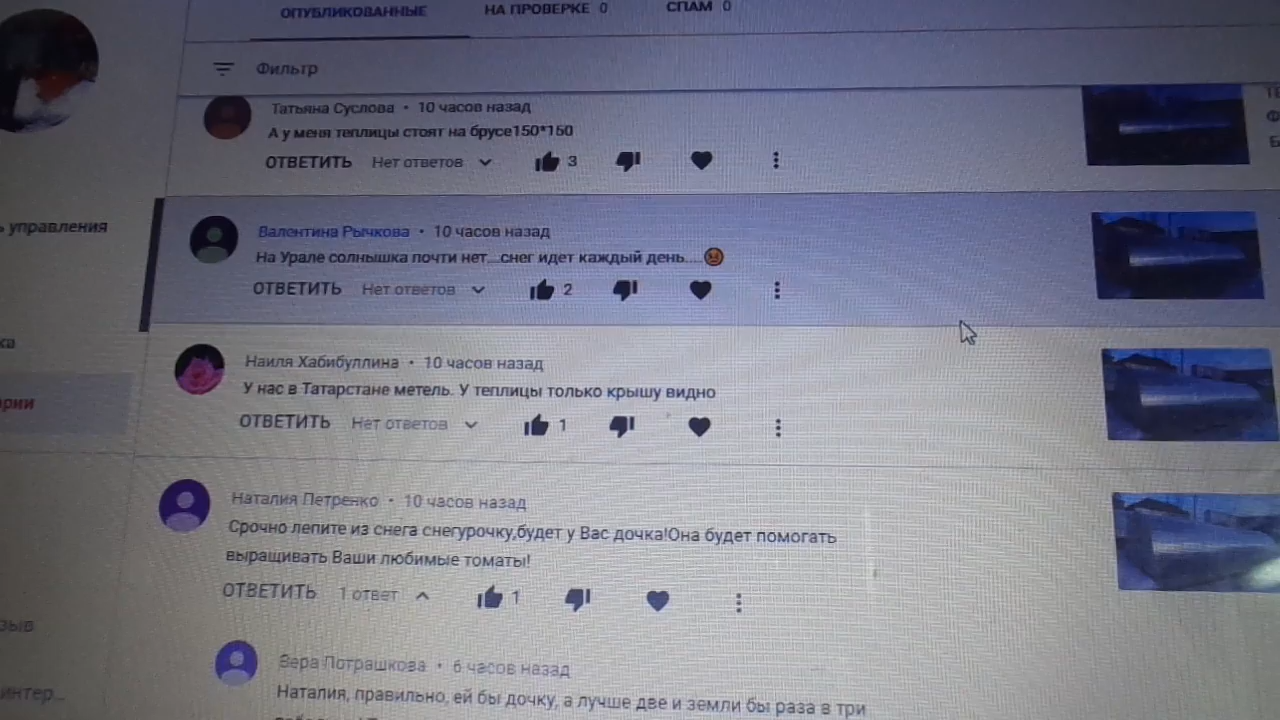 ОПУБЛИКОВАННЫЕ НА ПРОВЕРКЕ 0 СПАМ 0
Фильтр
Татьяна Суслова • 10 часов назад
А у меня теплицы стоят на брусе150*150
ОТВЕТИТЬ Нет ответов 3
управления
Валентина Рычкова • 10 часов назад
На Урале солнышка почти нет...снег идет каждый день....😡
ОТВЕТИТЬ Нет ответов 2
Наиля Хабибуллина • 10 часов назад
У нас в Татарстане метель. У теплицы только крышу видно
ОТВЕТИТЬ Нет ответов 1
Наталия Петренко • 10 часов назад
Срочно лепите из снега снегурочку,будет у Вас дочка!Она будет помогать
выращивать Ваши любимые томаты!
ОТВЕТИТЬ 1 ответ 1
Вера Потрашкова • 6 часов назад
Наталия, правильно, ей бы дочку, а лучше две и земли бы раза в три